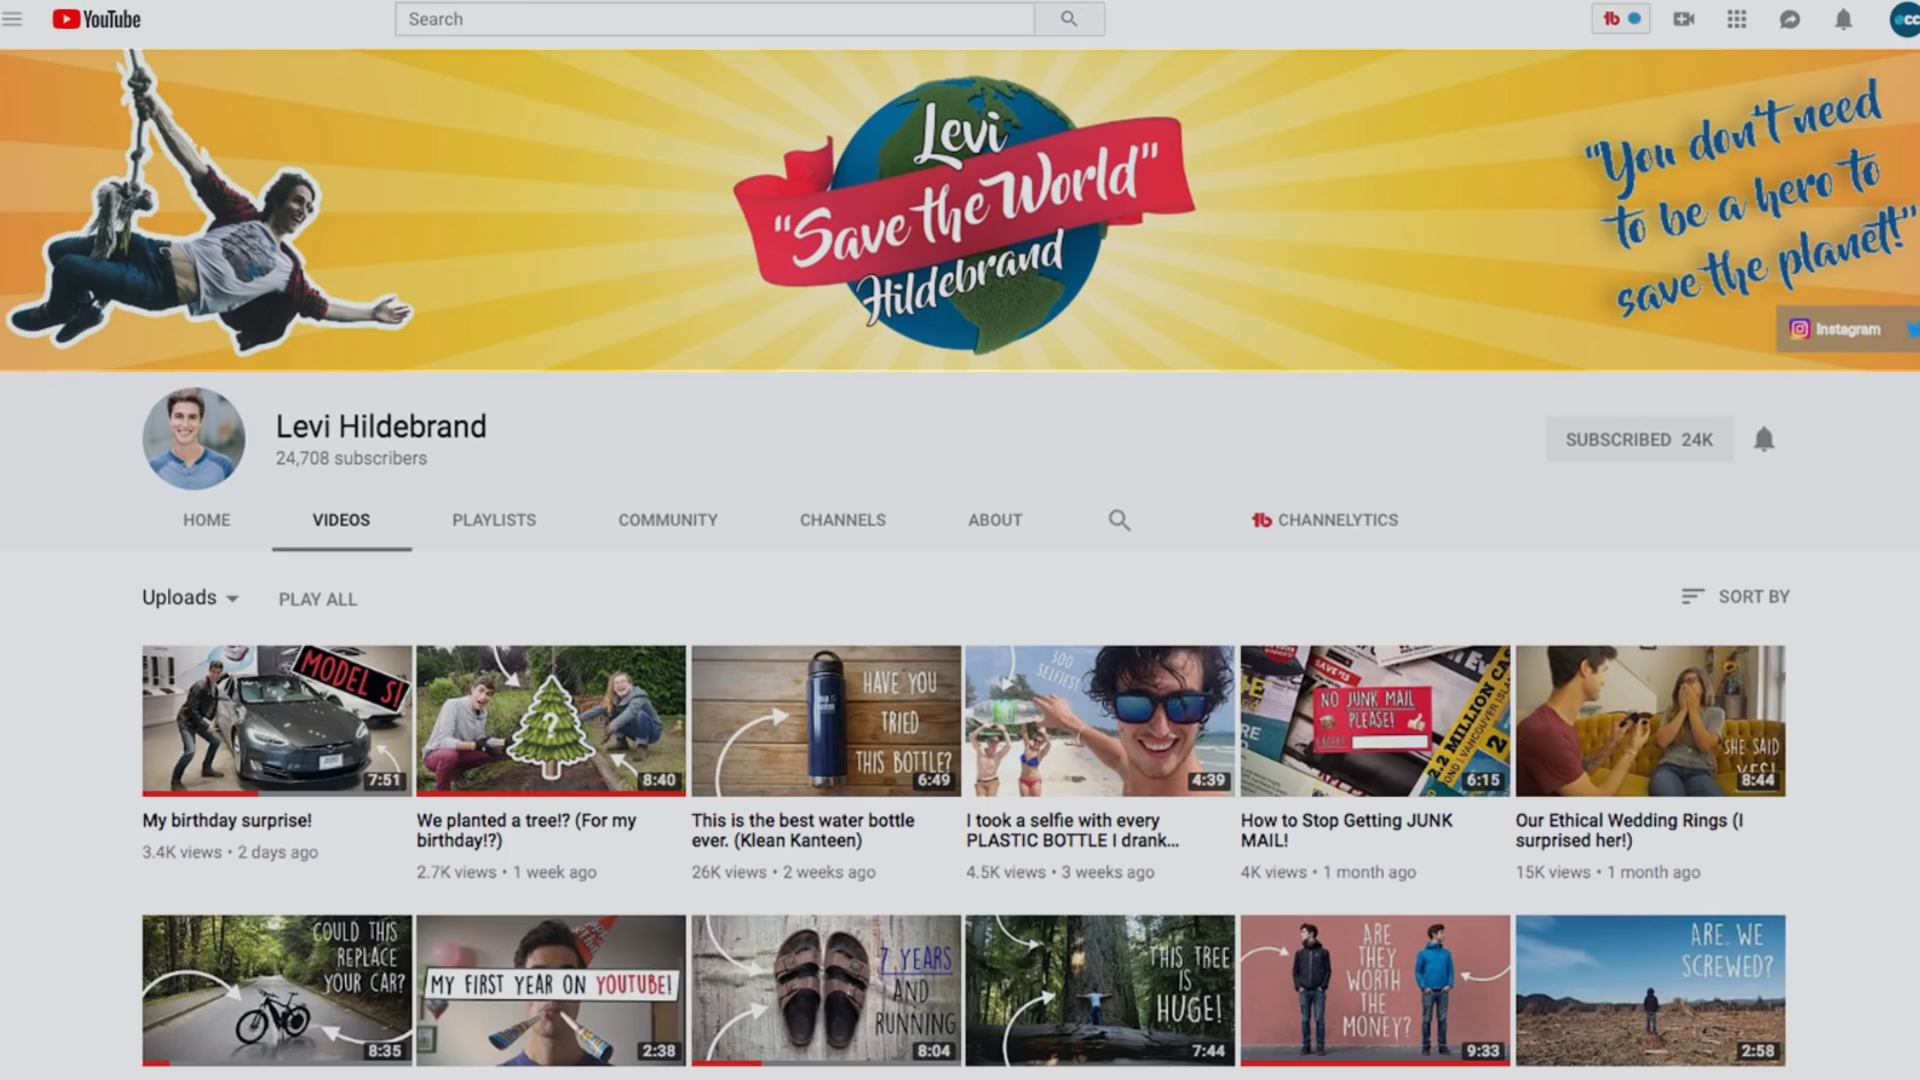 YouTube
Search
cc
Levi
"Save the World"
Hildebrand
"You don't need
to be a hero to
save the planet!"
Instagram
Levi Hildebrand
24,708 subscribers
SUBSCRIBED 24K
HOME
VIDEOS
PLAYLISTS
COMMUNITY
CHANNELS
ABOUT
CHANNELYTICS
Uploads
PLAY ALL
SORT BY
MODEL S!
7:51
?
8:40
HAVE YOU
TRIED
THIS BOTTLE?
6:49
300
SELFIES!
4:39
SAVE $15
NO JUNK MAIL
PLEASE!
2.2 MILLION CA
6:15
SHE SAID
YES!
8:44
My birthday surprise!
3.4K views • 2 days ago
We planted a tree!? (For my
birthday!?)
2.7K views • 1 week ago
This is the best water bottle
ever. (Klean Kanteen)
26K views • 2 weeks ago
I took a selfie with every
PLASTIC BOTTLE I drank...
4.5K views • 3 weeks ago
How to Stop Getting JUNK
MAIL!
4K views • 1 month ago
Our Ethical Wedding Rings (I
surprised her!)
15K views • 1 month ago
COULD THIS
REPLACE
YOUR CAR?
8:35
MY FIRST YEAR ON YOUTUBE!
2:38
7 YEARS
AND
RUNNING
8:04
THIS TREE
IS
HUGE!
7:44
ARE
THEY
WORTH
THE
MONEY?
9:33
ARE WE
SCREWED?
2:58